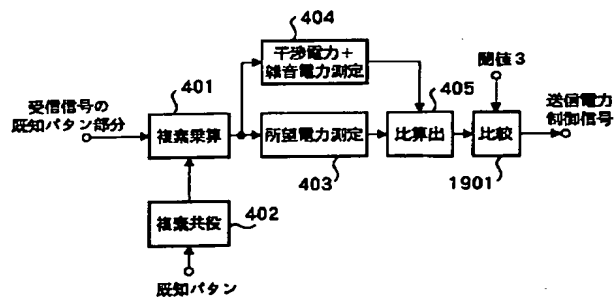 404
干渉電力+
雑音電力測定
閾値3
受信信号の
既知パタン部分
401
複素乗算
所望電力測定
403
405
比算出
比較
1901
送信電力
制御信号
複素共役
402
既知パタン